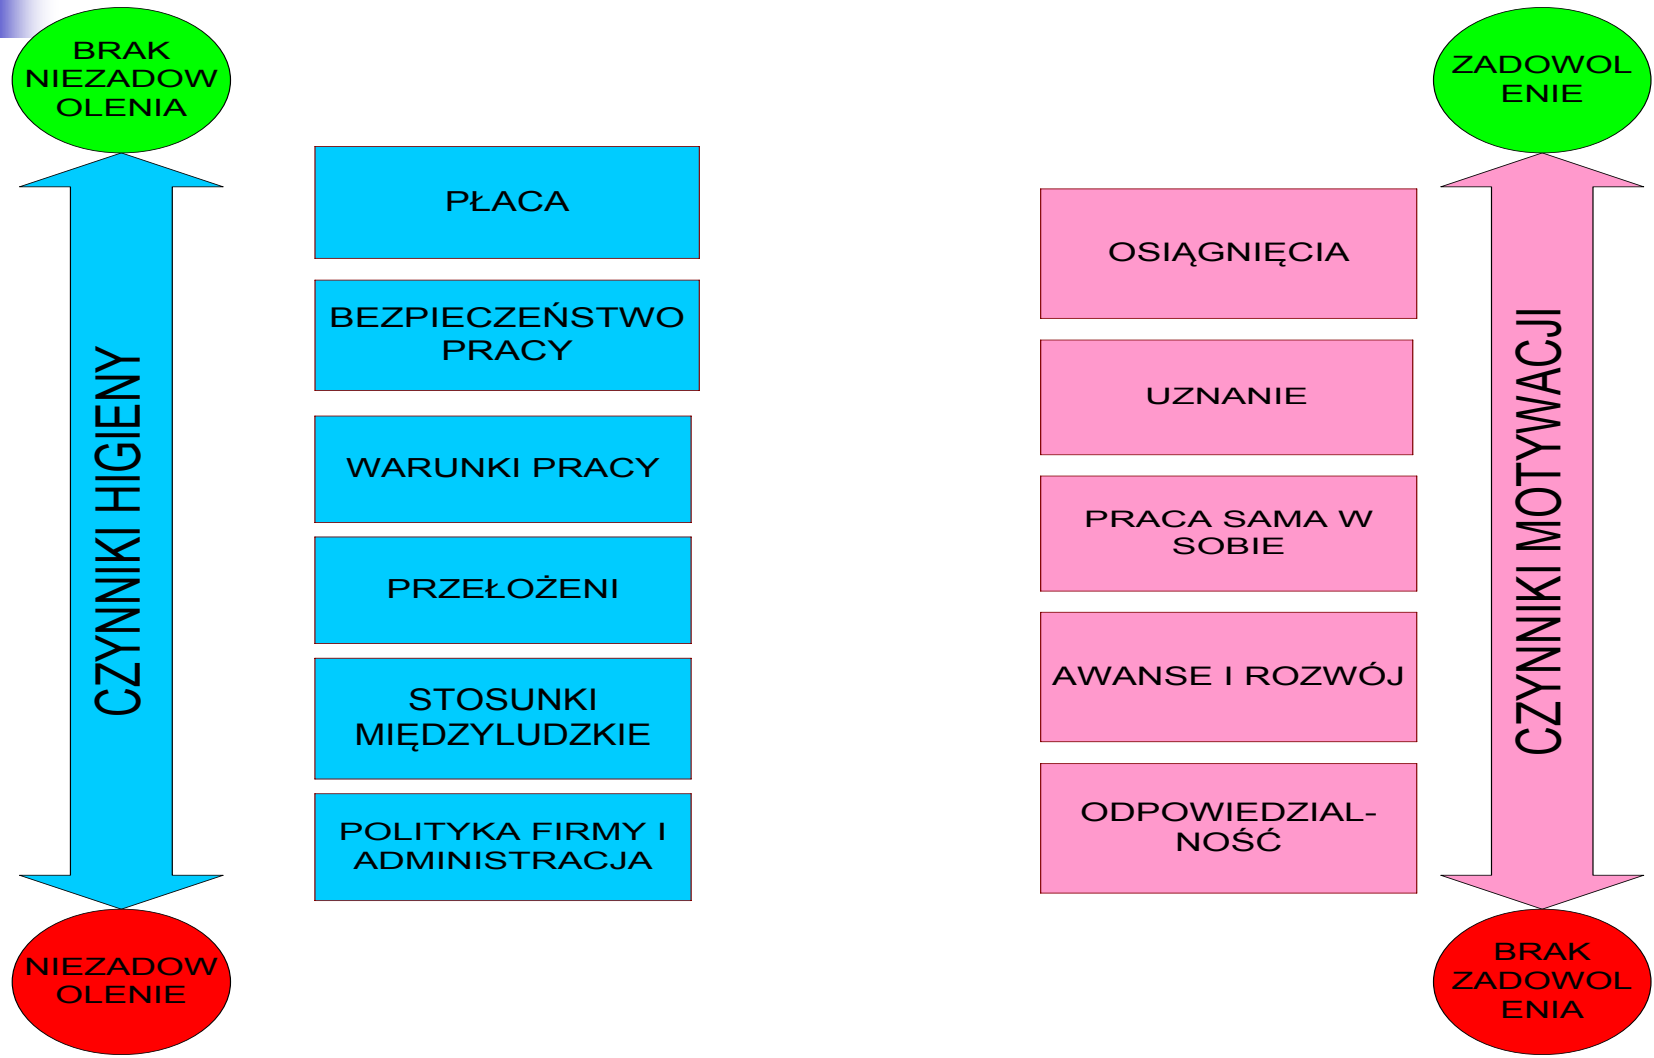 BRAK
NIEZADOW
OLENIA
CZYNNIKI HIGIENY
NIEZADOW
OLENIE
PŁACA
BEZPIECZEŃSTWO
PRACY
WARUNKI PRACY
PRZEŁOŻENI
STOSUNKI
MIĘDZYLUDZKIE
POLITYKA FIRMY I
ADMINISTRACJA
OSIĄGNIĘCIA
UZNANIE
PRACA SAMA W
SOBIE
AWANSE I ROZWÓJ
ODPOWIEDZIAL-
NOŚĆ
ZADOWOL
ENIE
CZYNNIKI MOTYWACJI
BRAK
ZADOWOL
ENIA